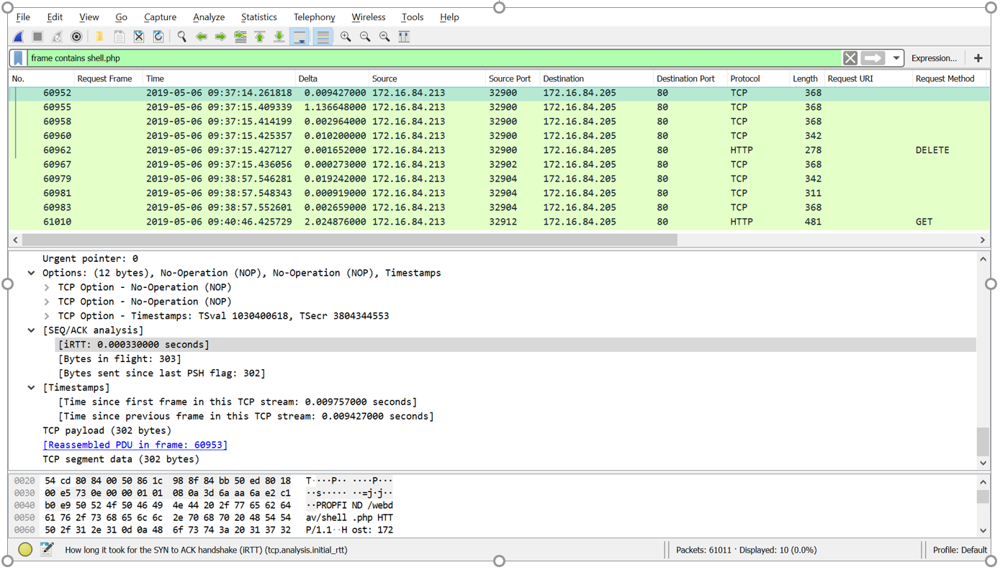 File Edit View Go Capture Analyze Statistics Telephony Wireless Tools Help
frame contains shell.php Expression... +
No. Request Frame Time Delta Source Source Port Destination Destination Port Protocol Length Request URI Request Method
60952 2019-05-06 09:37:14.261818 0.009427000 172.16.84.213 32900 172.16.84.205 80 TCP 368
60955 2019-05-06 09:37:15.409339 1.136648000 172.16.84.213 32900 172.16.84.205 80 TCP 368
60958 2019-05-06 09:37:15.414199 0.002964000 172.16.84.213 32900 172.16.84.205 80 TCP 368
60960 2019-05-06 09:37:15.425357 0.010200000 172.16.84.213 32900 172.16.84.205 80 TCP 342
60962 2019-05-06 09:37:15.427127 0.001652000 172.16.84.213 32900 172.16.84.205 80 HTTP 278 DELETE
60967 2019-05-06 09:37:15.436056 0.000273000 172.16.84.213 32902 172.16.84.205 80 TCP 368
60979 2019-05-06 09:38:57.546281 0.019242000 172.16.84.213 32904 172.16.84.205 80 TCP 342
60981 2019-05-06 09:38:57.548343 0.000919000 172.16.84.213 32904 172.16.84.205 80 TCP 311
60983 2019-05-06 09:38:57.552601 0.002659000 172.16.84.213 32904 172.16.84.205 80 TCP 368
61010 2019-05-06 09:40:46.425729 2.024876000 172.16.84.213 32912 172.16.84.205 80 HTTP 481 GET
Urgent pointer: 0
Options: (12 bytes), No-Operation (NOP), No-Operation (NOP), Timestamps
TCP Option - No-Operation (NOP)
TCP Option - No-Operation (NOP)
TCP Option - Timestamps: TSval 1030400618, TSecr 3804344553
[SEQ/ACK analysis]
[iRTT: 0.000330000 seconds]
[Bytes in flight: 303]
[Bytes sent since last PSH flag: 302]
[Timestamps]
[Time since first frame in this TCP stream: 0.009757000 seconds]
[Time since previous frame in this TCP stream: 0.009427000 seconds]
TCP payload (302 bytes)
[Reassembled PDU in frame: 60953]
TCP segment data (302 bytes)
0020 54 cd 80 84 00 50 86 1c 98 8f 84 bb 50 ed 80 18 T····P·· ····P···
0030 00 e5 73 0e 00 00 01 01 08 0a 3d 6a aa 6a e2 c1 ··s····· ··=j·j··
0040 b0 e9 50 52 4f 50 46 49 4e 44 20 2f 77 65 62 64 ··PROPFI ND /webd
0050 61 76 2f 73 68 65 6c 6c 2e 70 68 70 20 48 54 54 av/shell .php HTT
0060 50 2f 31 2e 31 0d 0a 48 6f 73 74 3a 20 31 37 32 P/1.1··H ost: 172
How long it took for the SYN to ACK handshake (iRTT) (tcp.analysis.initial_rtt) Packets: 61011 · Displayed: 10 (0.0%) Profile: Default